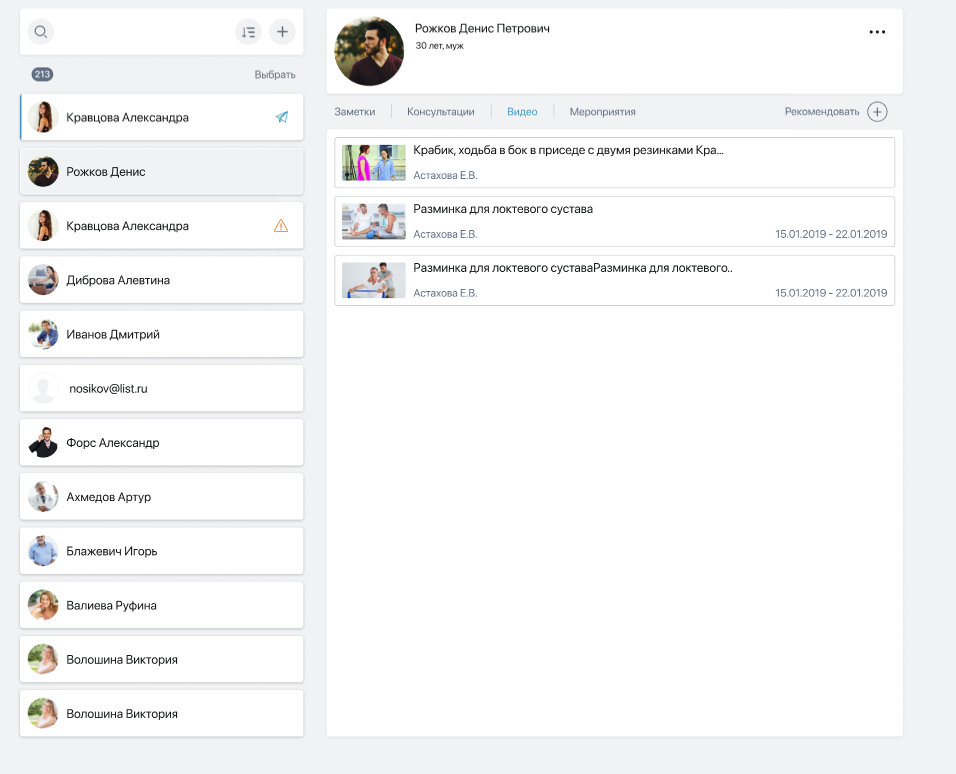 213
Выбрать
Кравцова Александра
Рожков Денис
Кравцова Александра
Диброва Алевтина
Иванов Дмитрий
nosikov@list.ru
Форс Александр
Ахмедов Артур
Блажевич Игорь
Валиева Руфина
Волошина Виктория
Волошина Виктория
Рожков Денис Петрович
30 лет, муж
Заметки Консультации Видео Мероприятия Рекомендовать
Крабик, ходьба в бок в приседе с двумя резинками Кра...
Астахова Е.В.
Разминка для локтевого сустава
Астахова Е.В. 15.01.2019 - 22.01.2019
Разминка для локтевого суставаРазминка для локтевого..
Астахова Е.В. 15.01.2019 - 22.01.2019